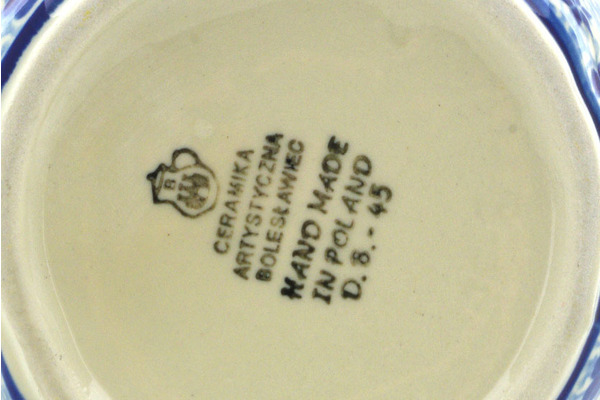 B
CERAMIKA
ARTYSTYCZNA
BOLESŁAWIEC
HAND MADE
IN POLAND
D.8.-45